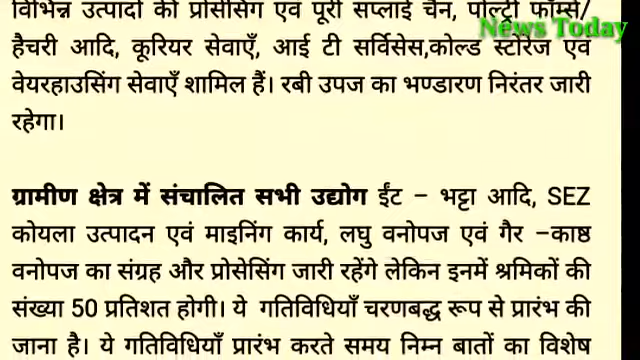 विभिन्न उत्पादों की प्रोसेसिंग एवं पूरी सप्लाई चैन, पोल्ट्री फॉर्म्स/
News Today
हैचरी आदि, कूरियर सेवाएँ, आई टी सर्विसेस,कोल्ड स्टोरेज एवं
वेयरहाउसिंग सेवाएँ शामिल हैं। रबी उपज का भण्डारण निरंतर जारी
रहेगा।
ग्रामीण क्षेत्र में संचालित सभी उद्योग ईंट – भट्टा आदि, SEZ
कोयला उत्पादन एवं माइनिंग कार्य, लघु वनोपज एवं गैर –काष्ठ
वनोपज का संग्रह और प्रोसेसिंग जारी रहेंगे लेकिन इनमें श्रमिकों की
संख्या 50 प्रतिशत होगी। ये गतिविधियाँ चरणबद्ध रूप से प्रारंभ की
जाना है। ये गतिविधियाँ प्रारंभ करते समय निम्न बातों का विशेष